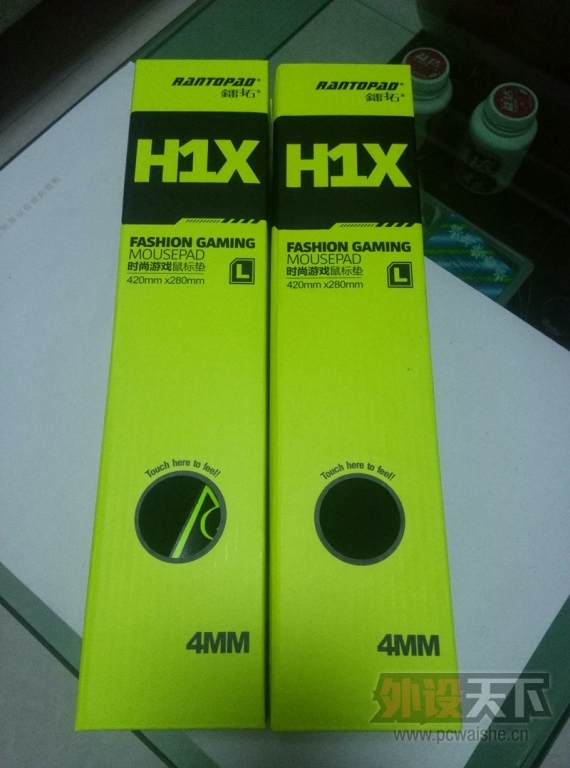 RANTOPAD®
鐳拓®
H1X
FASHION GAMING
MOUSEPAD
时尚游戏鼠标垫
L
420mm x280mm
Touch here to feel!
4MM
RANTOPAD®
鐳拓®
H1X
FASHION GAMING
MOUSEPAD
时尚游戏鼠标垫
L
420mm x280mm
Touch here to feel!
4MM
外设天下
www.pcwaishe.cn